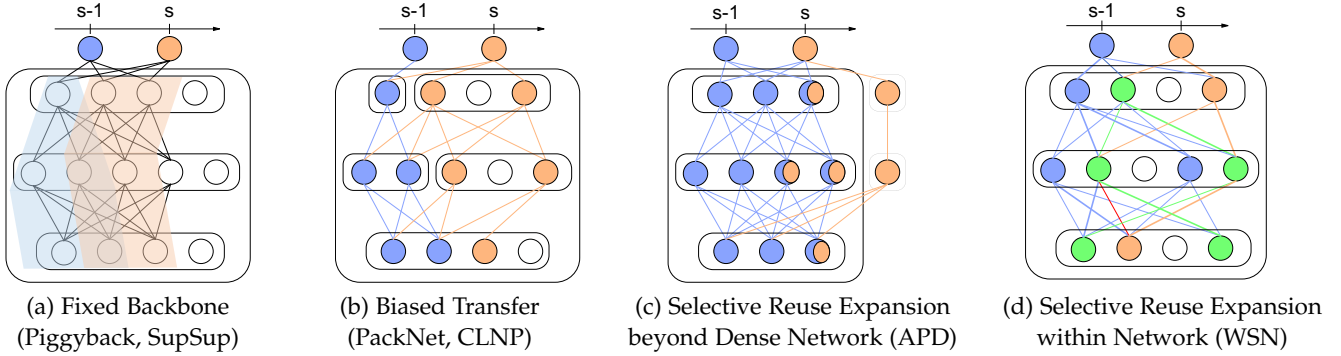 s-1 s
s-1 s
s-1 s
s-1 s
(a) Fixed Backbone
(Piggyback, SupSup)
(b) Biased Transfer
(PackNet, CLNP)
(c) Selective Reuse Expansion
beyond Dense Network (APD)
(d) Selective Reuse Expansion
within Network (WSN)